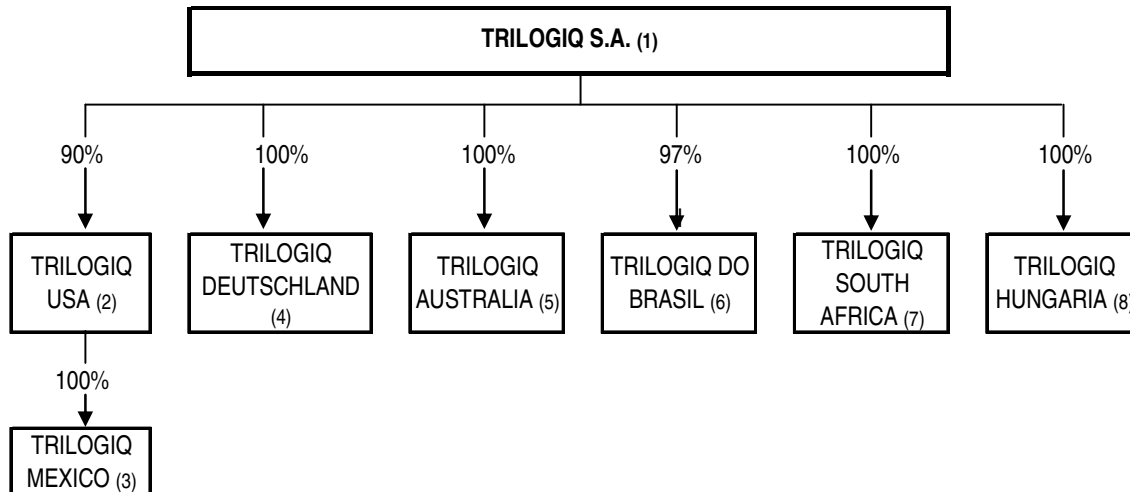 TRILOGIQ S.A. (1)
90%
100%
100%
97%
100%
100%
TRILOGIQ
USA (2)
TRILOGIQ
DEUTSCHLAND
(4)
TRILOGIQ
AUSTRALIA (5)
TRILOGIQ DO
BRASIL (6)
TRILOGIQ
SOUTH
AFRICA (7)
TRILOGIQ
HUNGARIA (8)
100%
TRILOGIQ
MEXICO (3)